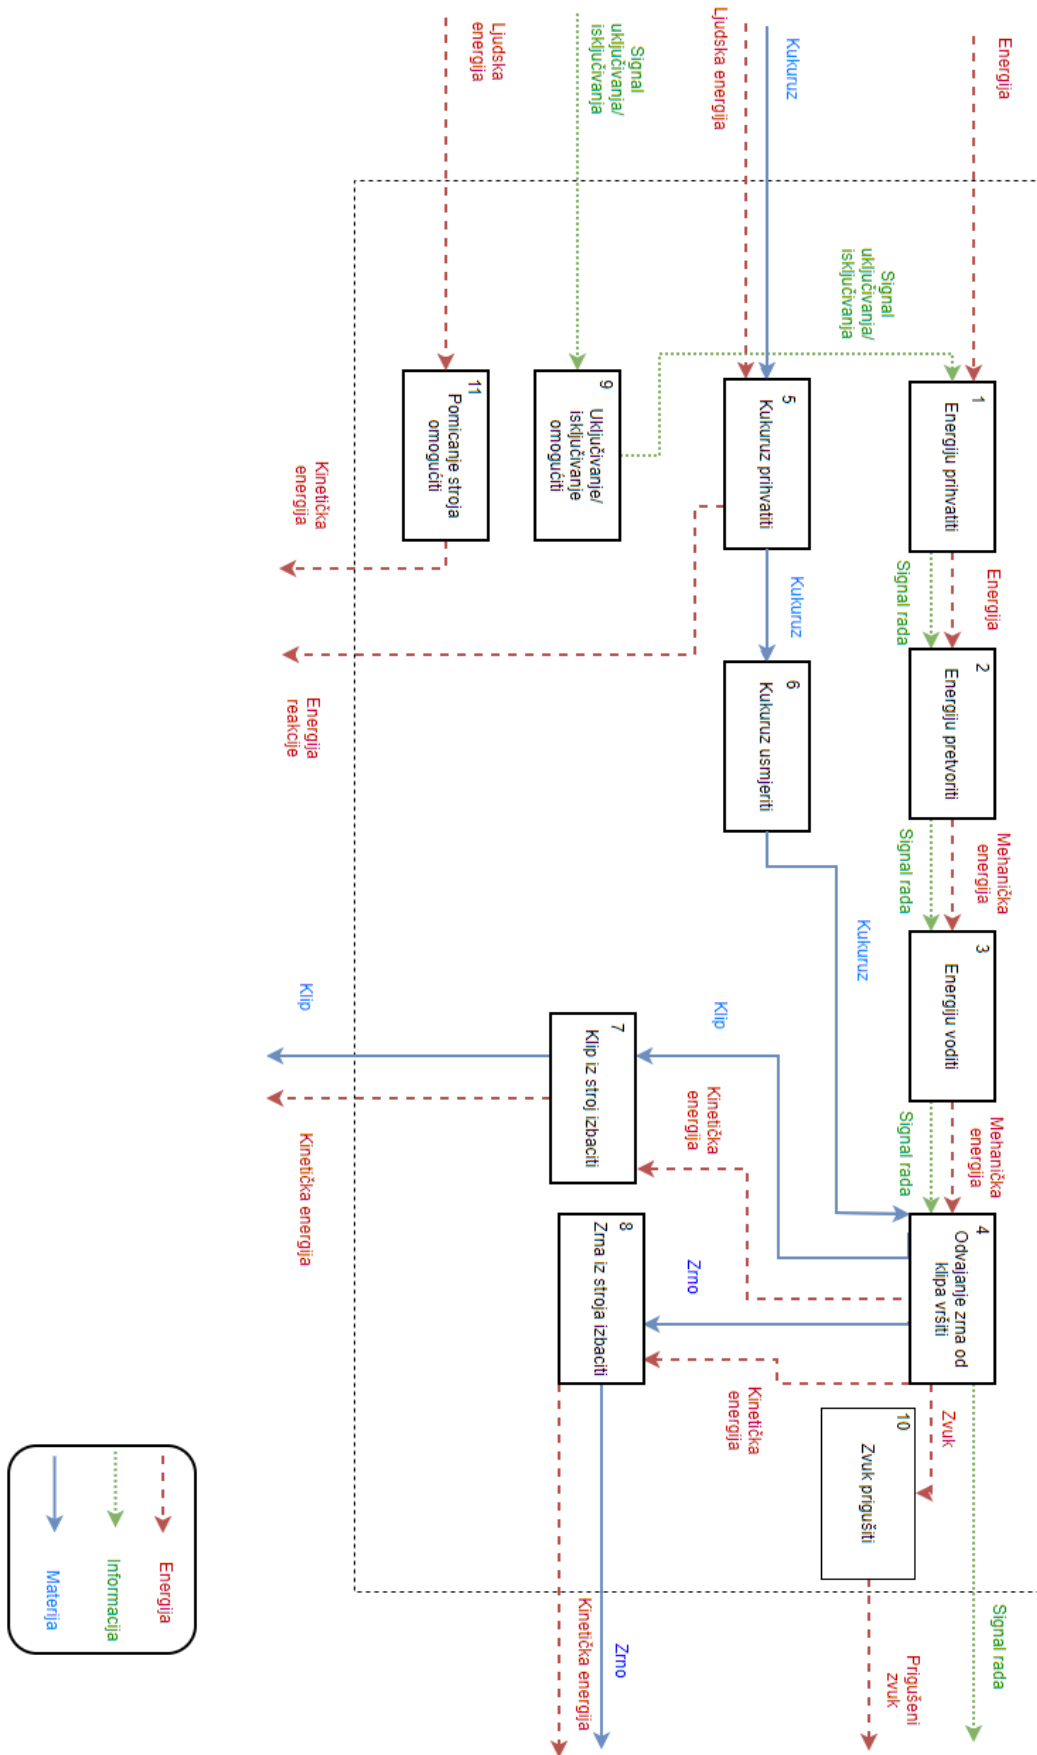 Energija
1
Energiju prihvatiti
Energija
Signal rada
2
Energiju pretvoriti
Mehanička
energija
Signal rada
3
Energiju voditi
Mehanička
energija
Signal rada
4
Odvajanje zrna od
klipa vršiti
Signal rada
Signal
uključivanja/
isključivanja
Zvuk
10
Zvuk prigušiti
Prigušeni
zvuk
Kukuruz
Ljudska energija
5
Kukuruz prihvatiti
Kukuruz
6
Kukuruz usmjeriti
Kukuruz
Klip
Kinetička
energija
Zrno
Kinetička
energija
Signal
uključivanja/
isključivanja
9
Uključivanje/
isključivanje
omogućiti
7
Klip iz stroj izbaciti
8
Zrna iz stroja izbaciti
Zrno
Kinetička energija
Ljudska
energija
11
Pomicanje stroja
omogućiti
Kinetička
energija
Energija
reakcije
Klip
Kinetička energija
Energija
Informacija
Materija